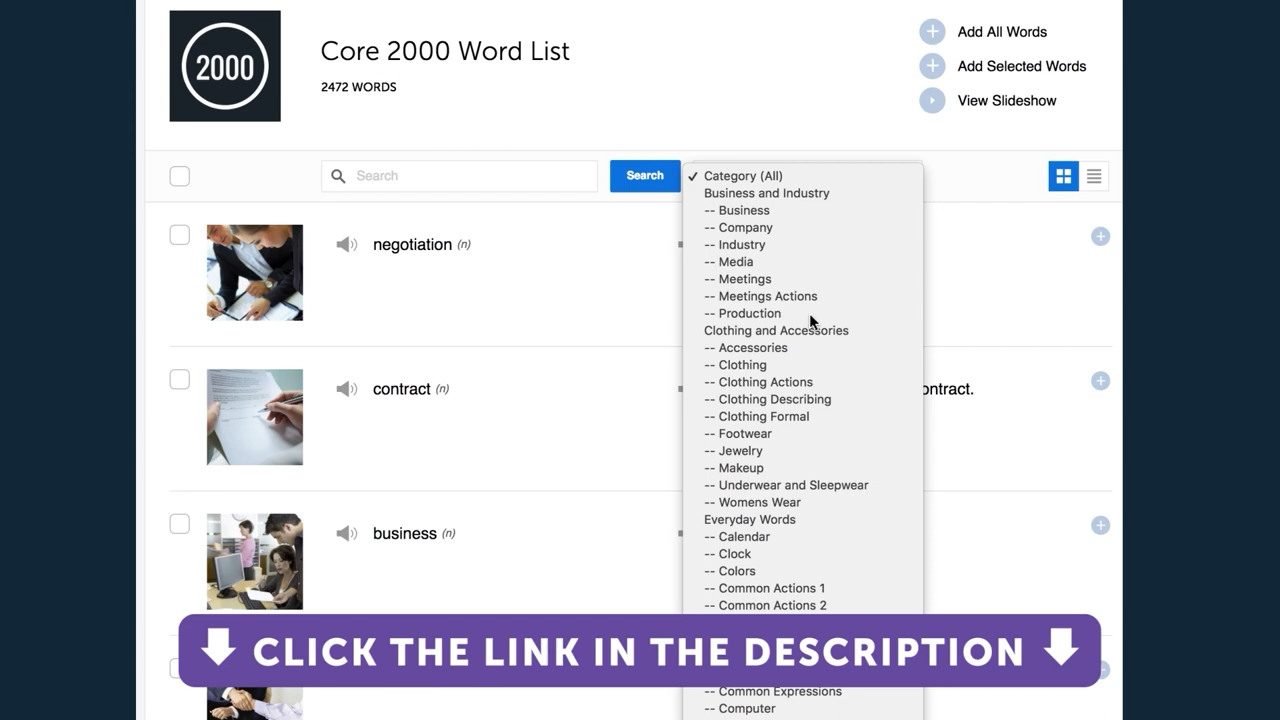 2000
Core 2000 Word List
2472 WORDS
Add All Words
Add Selected Words
View Slideshow
Search
Search
Category (All)
Business and Industry
-- Business
-- Company
-- Industry
-- Media
-- Meetings
-- Meetings Actions
-- Production
Clothing and Accessories
-- Accessories
-- Clothing
-- Clothing Actions
-- Clothing Describing
-- Clothing Formal
-- Footwear
-- Jewelry
-- Makeup
-- Underwear and Sleepwear
-- Womens Wear
Everyday Words
-- Calendar
-- Clock
-- Colors
-- Common Actions 1
-- Common Actions 2
-- Common Expressions
-- Computer
negotiation (n)
contract (n)
ontract.
business (n)
CLICK THE LINK IN THE DESCRIPTION